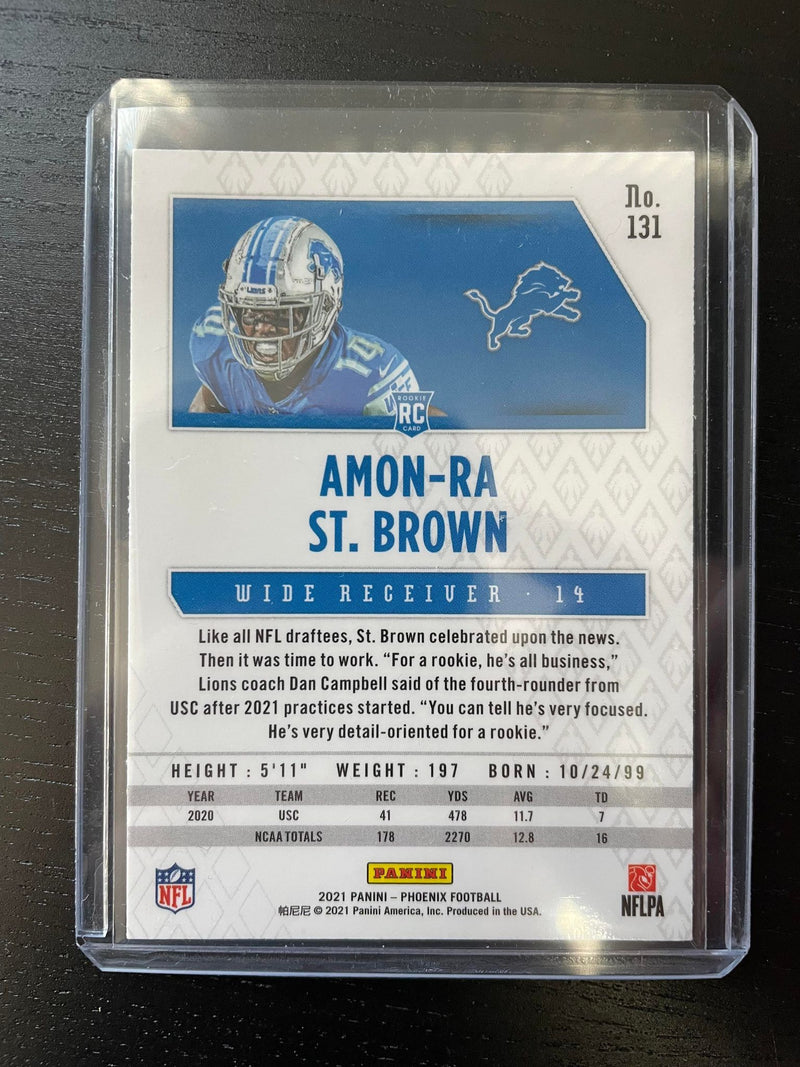 No.
131
LIONS
14
ROOKIE
RC
CARD
AMON-RA
ST. BROWN
WIDE RECEIVER · 14
Like all NFL draftees, St. Brown celebrated upon the news.
Then it was time to work. “For a rookie, he’s all business,”
Lions coach Dan Campbell said of the fourth-rounder from
USC after 2021 practices started. “You can tell he’s very focused.
He’s very detail-oriented for a rookie.”
HEIGHT : 5'11" WEIGHT : 197 BORN : 10/24/99
YEAR TEAM REC YDS AVG TD
2020 USC 41 478 11.7 7
NCAA TOTALS 178 2270 12.8 16
PANINI
NFL
2021 PANINI – PHOENIX FOOTBALL
帕尼尼 © 2021 Panini America, Inc. Produced in the USA.
NFLPA